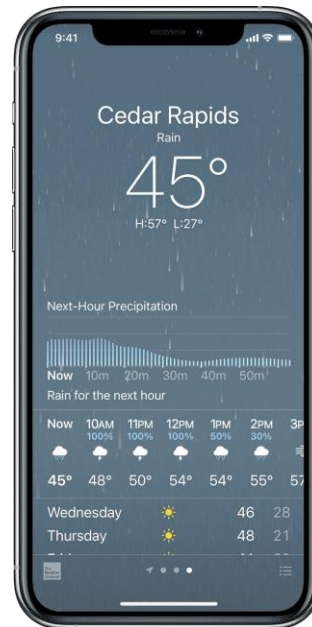 9:41
Cedar Rapids
Rain
45°
H:57° L:27°
Next-Hour Precipitation
Now 10m 20m 30m 40m 50m
Rain for the next hour
Now 10AM 11PM 12PM 1PM 2PM 3P
100% 100% 100% 50% 30%
45° 48° 50° 54° 54° 55° 57
Wednesday 46 28
Thursday 48 21